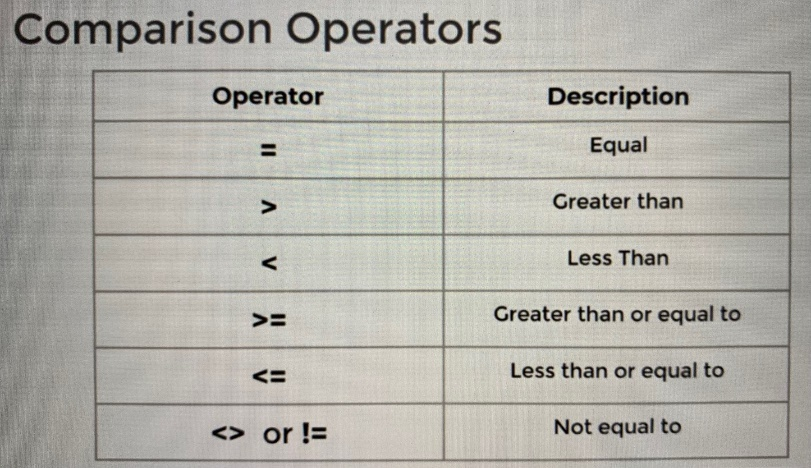 Comparison Operators
Operator Description
= Equal
> Greater than
< Less Than
>= Greater than or equal to
<= Less than or equal to
<> or != Not equal to